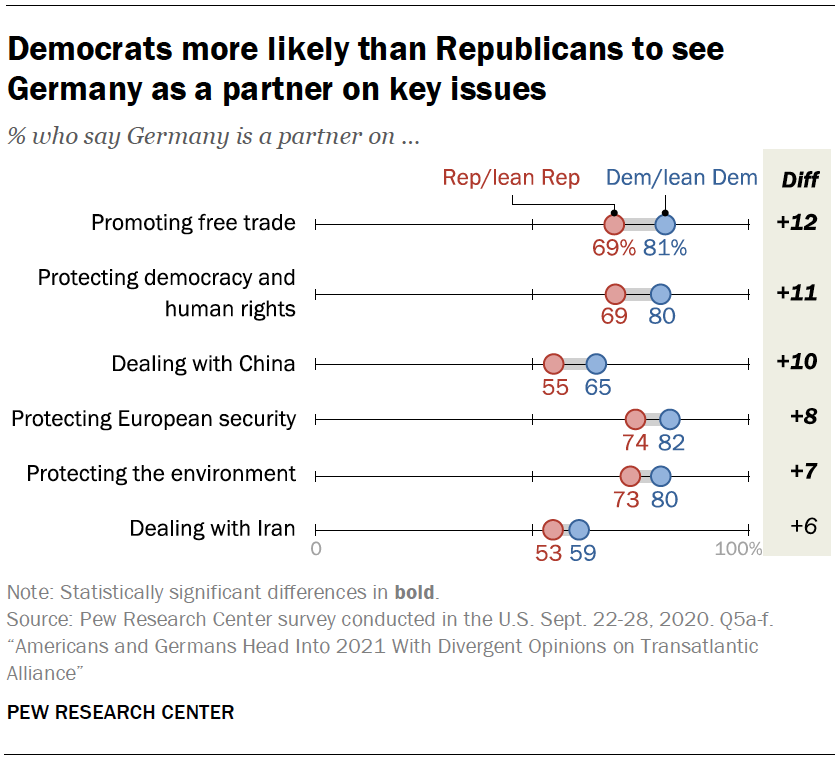 Democrats more likely than Republicans to see
Germany as a partner on key issues
% who say Germany is a partner on ...
Rep/lean Rep Dem/lean Dem Diff
Promoting free trade 69% 81% +12
Protecting democracy and
human rights 69 80 +11
Dealing with China 55 65 +10
Protecting European security 74 82 +8
Protecting the environment 73 80 +7
Dealing with Iran 53 59 +6
0 100%
Note: Statistically significant differences in bold.
Source: Pew Research Center survey conducted in the U.S. Sept. 22-28, 2020. Q5a-f.
“Americans and Germans Head Into 2021 With Divergent Opinions on Transatlantic
Alliance”
PEW RESEARCH CENTER